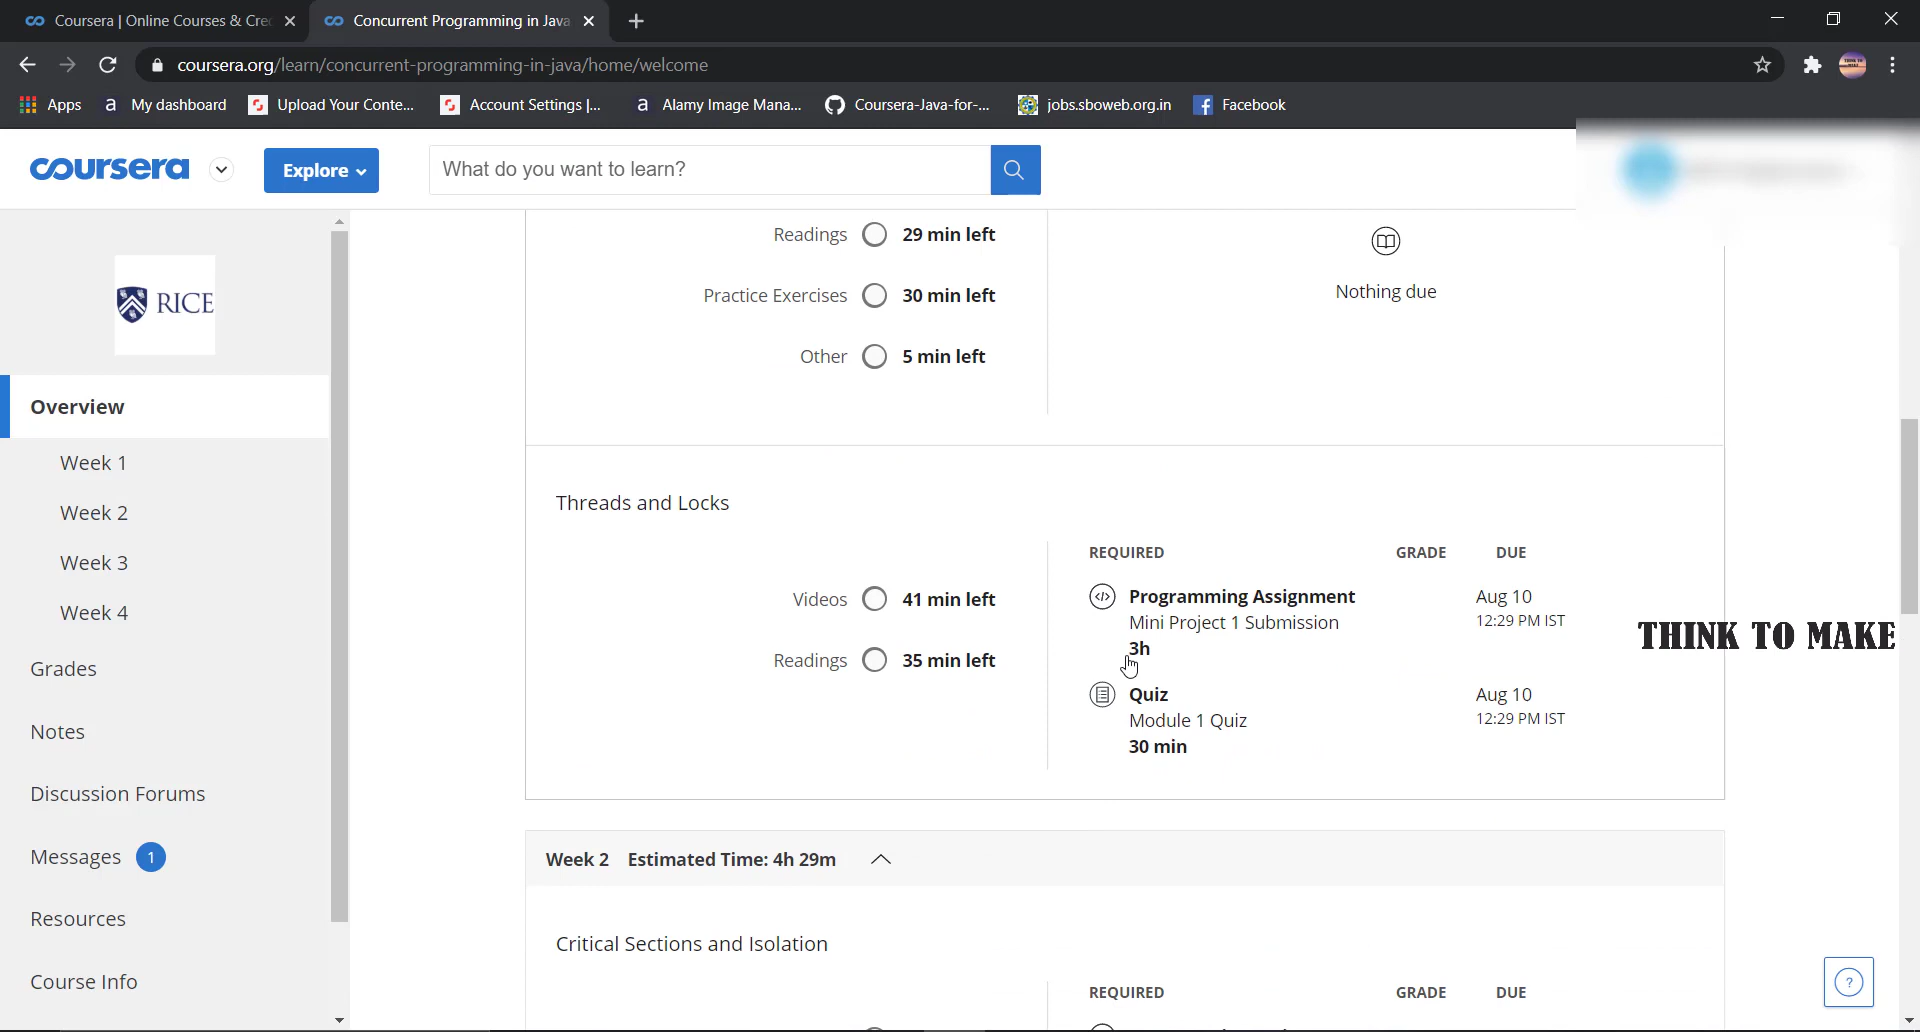 Coursera | Online Courses & Cre
Concurrent Programming in Java
coursera.org/learn/concurrent-programming-in-java/home/welcome
Apps
a My dashboard
Upload Your Conte...
Account Settings |...
a Alamy Image Mana...
Coursera-Java-for-...
jobs.sboweb.org.in
Facebook
coursera
Explore
What do you want to learn?
RICE
Overview
Week 1
Week 2
Week 3
Week 4
Grades
Notes
Discussion Forums
Messages 1
Resources
Course Info
Readings 29 min left
Practice Exercises 30 min left
Other 5 min left
Nothing due
Threads and Locks
Videos 41 min left
Readings 35 min left
REQUIRED GRADE DUE
Programming Assignment Aug 10
Mini Project 1 Submission 12:29 PM IST
3h
Quiz Aug 10
Module 1 Quiz 12:29 PM IST
30 min
THINK TO MAKE
Week 2 Estimated Time: 4h 29m
Critical Sections and Isolation
REQUIRED GRADE DUE
?